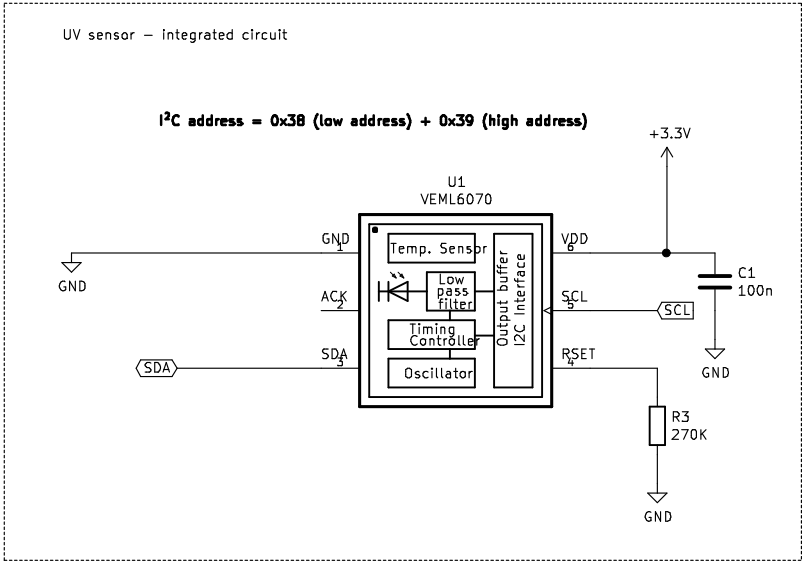 UV sensor – integrated circuit
I²C address = 0x38 (low address) + 0x39 (high address)
+3.3V
U1
VEML6070
GND
1
Temp. Sensor
VDD
6
GND
Low
pass
filter
Output buffer
I2C Interface
C1
100n
ACK
2
SCL
5
SCL
Timing
Controller
SDA
SDA
3
Oscillator
RSET
4
GND
R3
270K
GND